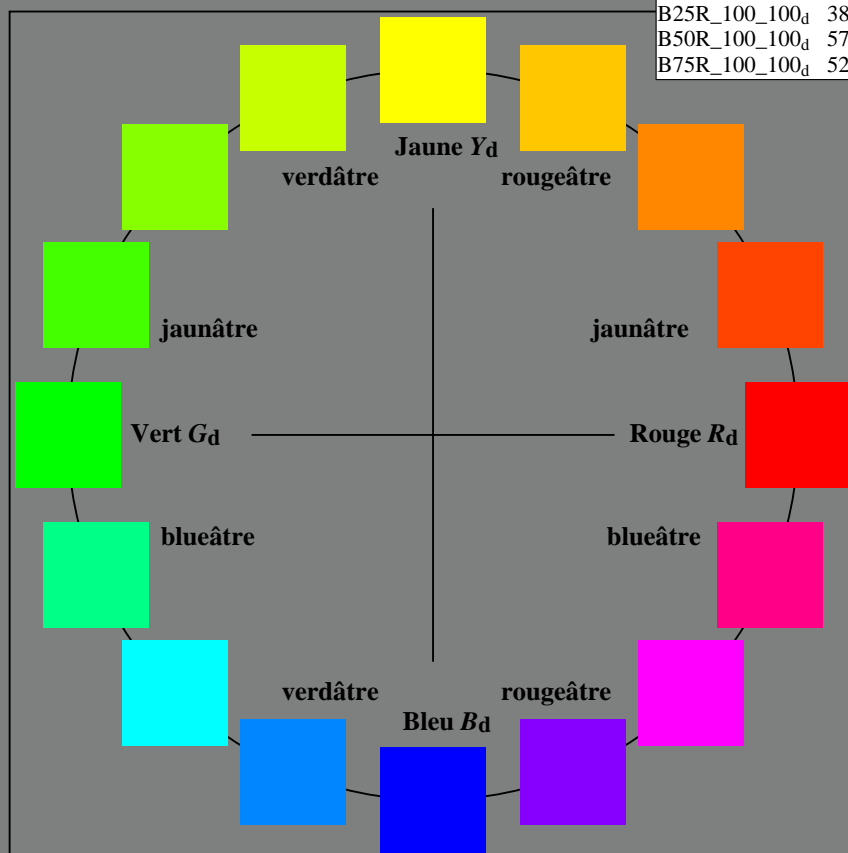 B25R_100_100d 38
B50R_100_100d 57
B75R_100_100d 52
Jaune Yd
verdâtre rougeâtre
jaunâtre jaunâtre
Vert Gd Rouge Rd
blueâtre blueâtre
verdâtre rougeâtre
Bleu Bd